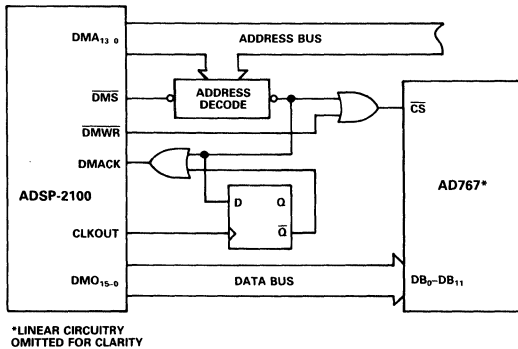 DMA13-0
ADDRESS BUS
DMS
ADDRESS
DECODE
DMWR
CS
DMACK
ADSP-2100
AD767*
D Q
Q
CLKOUT
DMO15-0
DATA BUS
DB0–DB11
*LINEAR CIRCUITRY
OMITTED FOR CLARITY